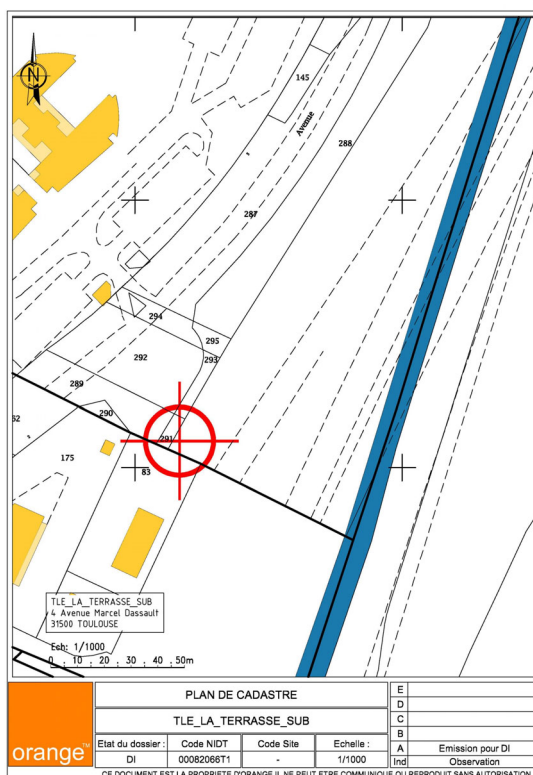 N
145
Avenue
288
287
294
295
293
292
289
290
291
62
175
83
TLE_LA_TERRASSE_SUB
4 Avenue Marcel Dassault
31500 TOULOUSE
Ech: 1/1000
0 10 20 30 40 50m
orange™
PLAN DE CADASTRE
TLE_LA_TERRASSE_SUB
Etat du dossier : Code NIDT Code Site Echelle :
DI 00082066T1 - 1/1000
E
D
C
B
A Emission pour DI
Ind Observation
CE DOCUMENT EST LA PROPRIETE D'ORANGE IL NE PEUT ETRE COMMUNIQUE OU REPRODUIT SANS AUTORISATION